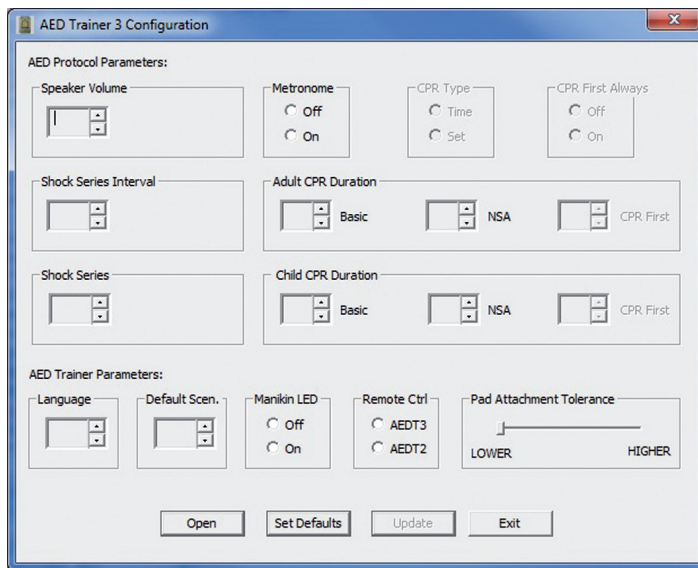 AED Trainer 3 Configuration
AED Protocol Parameters:
Speaker Volume
Metronome
Off
On
CPR Type
Time
Set
CPR First Always
Off
On
Shock Series Interval
Adult CPR Duration
Basic
NSA
CPR First
Shock Series
Child CPR Duration
Basic
NSA
CPR First
AED Trainer Parameters:
Language
Default Scen.
Manikin LED
Off
On
Remote Ctrl
AEDT3
AEDT2
Pad Attachment Tolerance
LOWER
HIGHER
Open
Set Defaults
Update
Exit